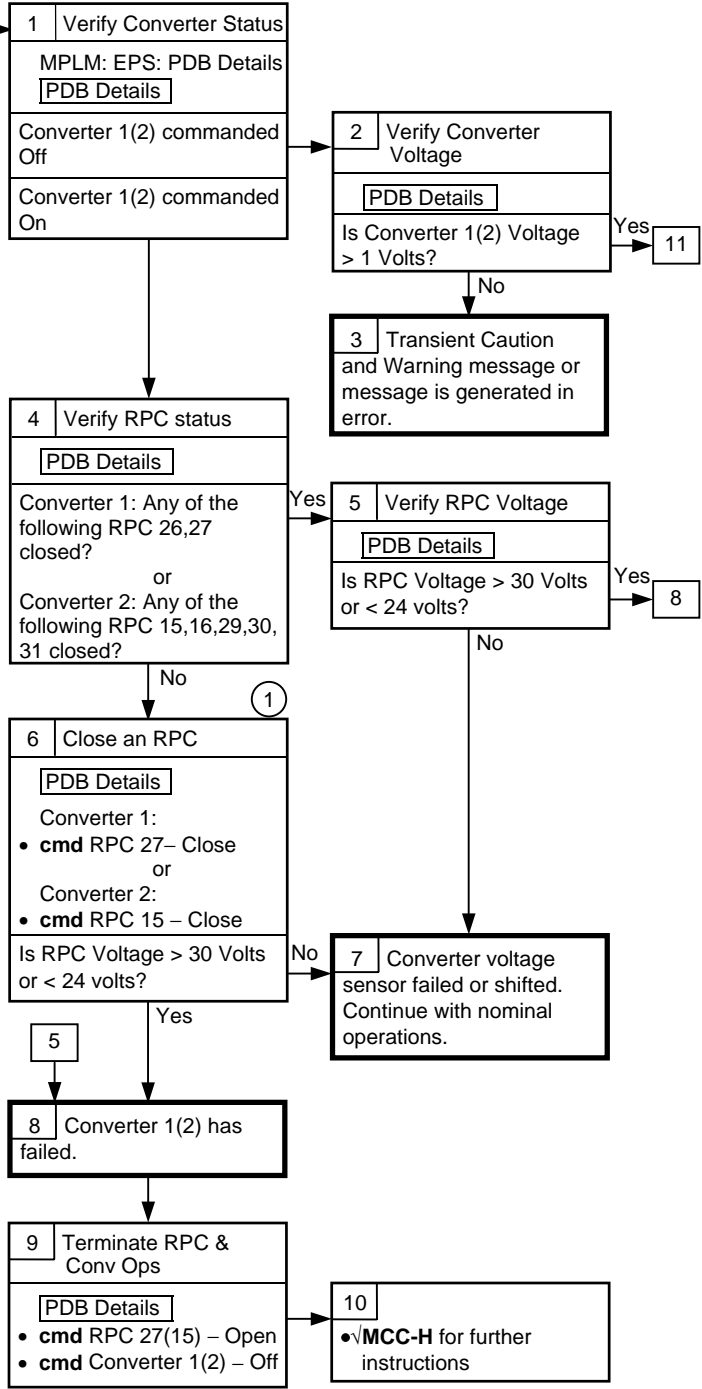 1 Verify Converter Status
MPLM: EPS: PDB Details
PDB Details
Converter 1(2) commanded
Off
Converter 1(2) commanded
On
2 Verify Converter
Voltage
PDB Details
Is Converter 1(2) Voltage
> 1 Volts?
Yes
11
No
3 Transient Caution
and Warning message or
message is generated in
error.
4 Verify RPC status
PDB Details
Converter 1: Any of the
following RPC 26,27
closed?
or
Converter 2: Any of the
following RPC 15,16,29,30,
31 closed?
Yes
No
5 Verify RPC Voltage
PDB Details
Is RPC Voltage > 30 Volts
or < 24 volts?
Yes
8
No
1
6 Close an RPC
PDB Details
Converter 1:
• cmd RPC 27– Close
or
Converter 2:
• cmd RPC 15 – Close
Is RPC Voltage > 30 Volts
or < 24 volts?
No
Yes
7 Converter voltage
sensor failed or shifted.
Continue with nominal
operations.
5
8 Converter 1(2) has
failed.
9 Terminate RPC &
Conv Ops
PDB Details
• cmd RPC 27(15) – Open
• cmd Converter 1(2) – Off
10
•√MCC-H for further
instructions